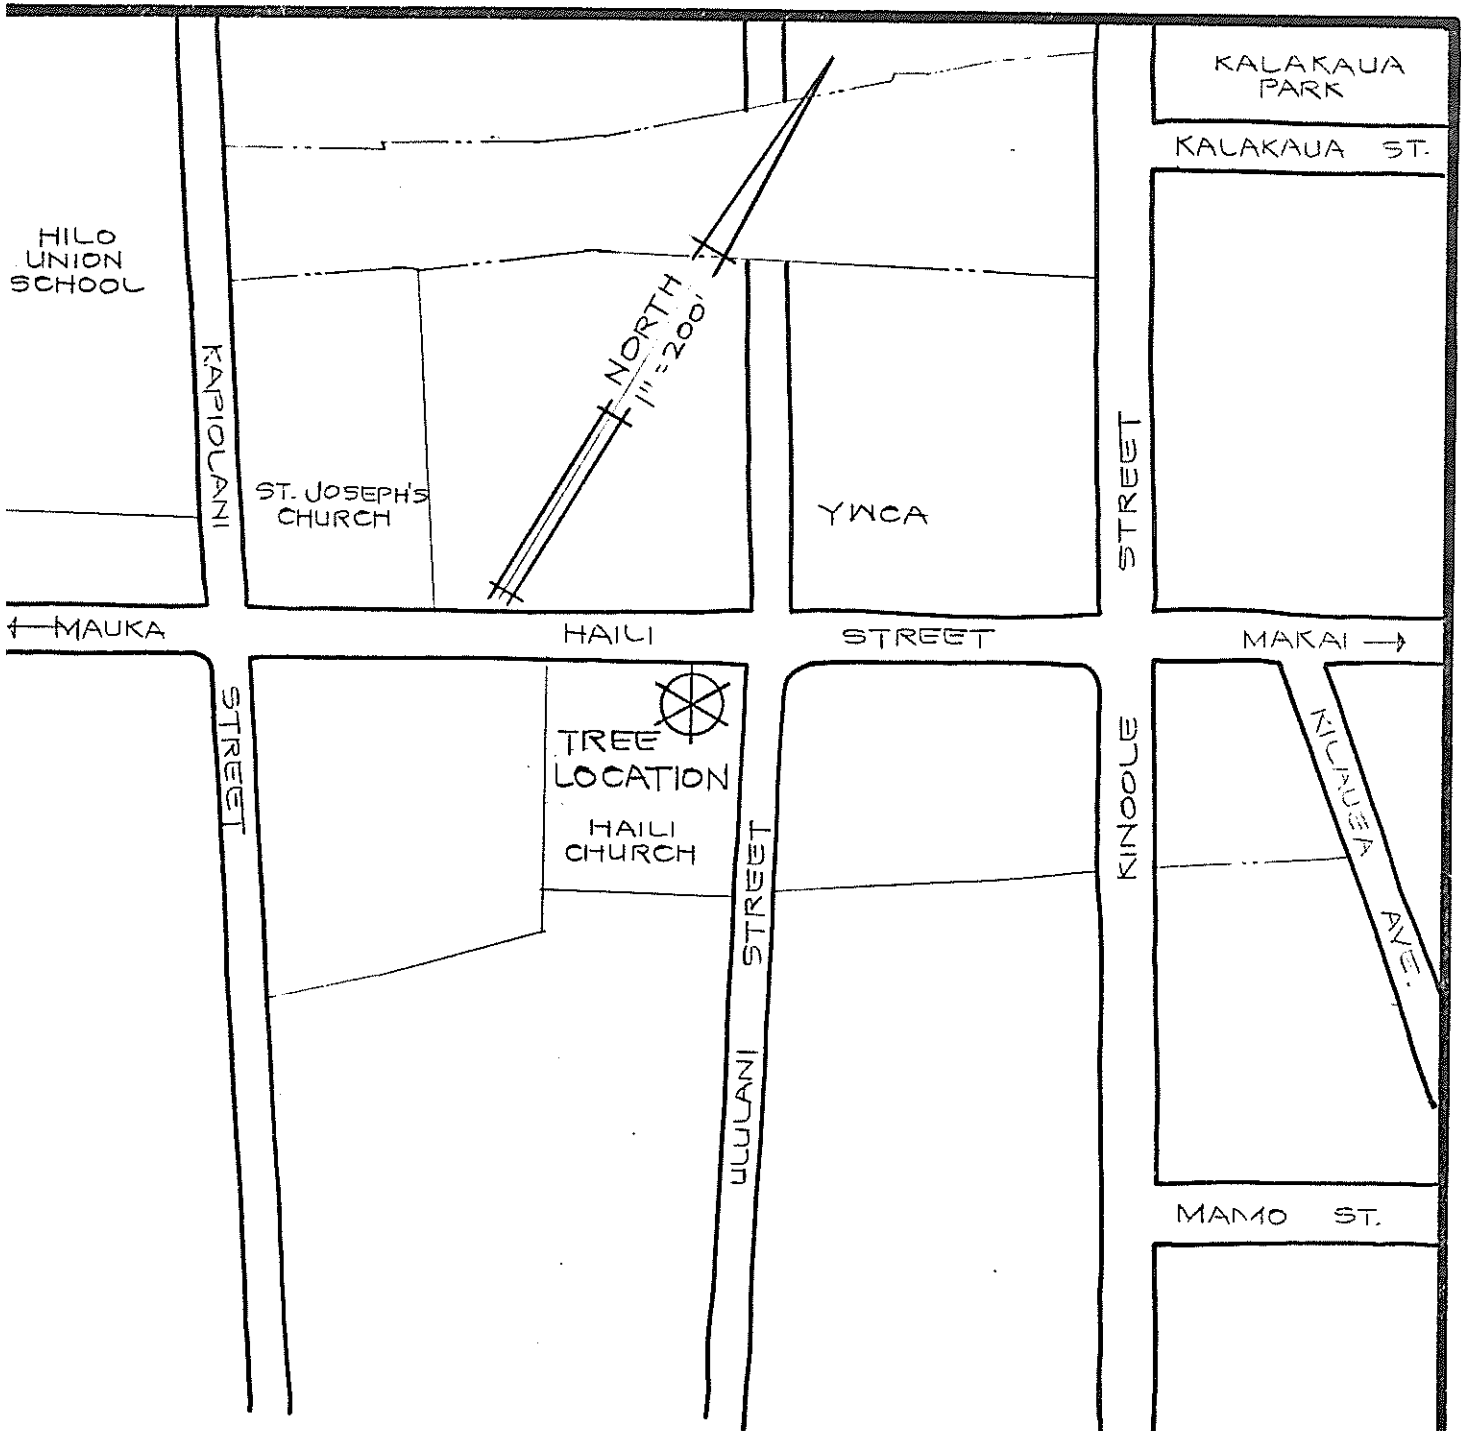 KALAKAUA
PARK
KALAKAUA ST.
HILO
UNION
SCHOOL
NORTH
1" = 200'
KAPIOLANI
STREET
ST. JOSEPH'S
CHURCH
YWCA
STREET
KINOOLE
←MAUKA
HAILI STREET
MAKAI →
TREE
LOCATION
HAILI
CHURCH
KILAUEA AVE.
ULULANI STREET
MAMO ST.